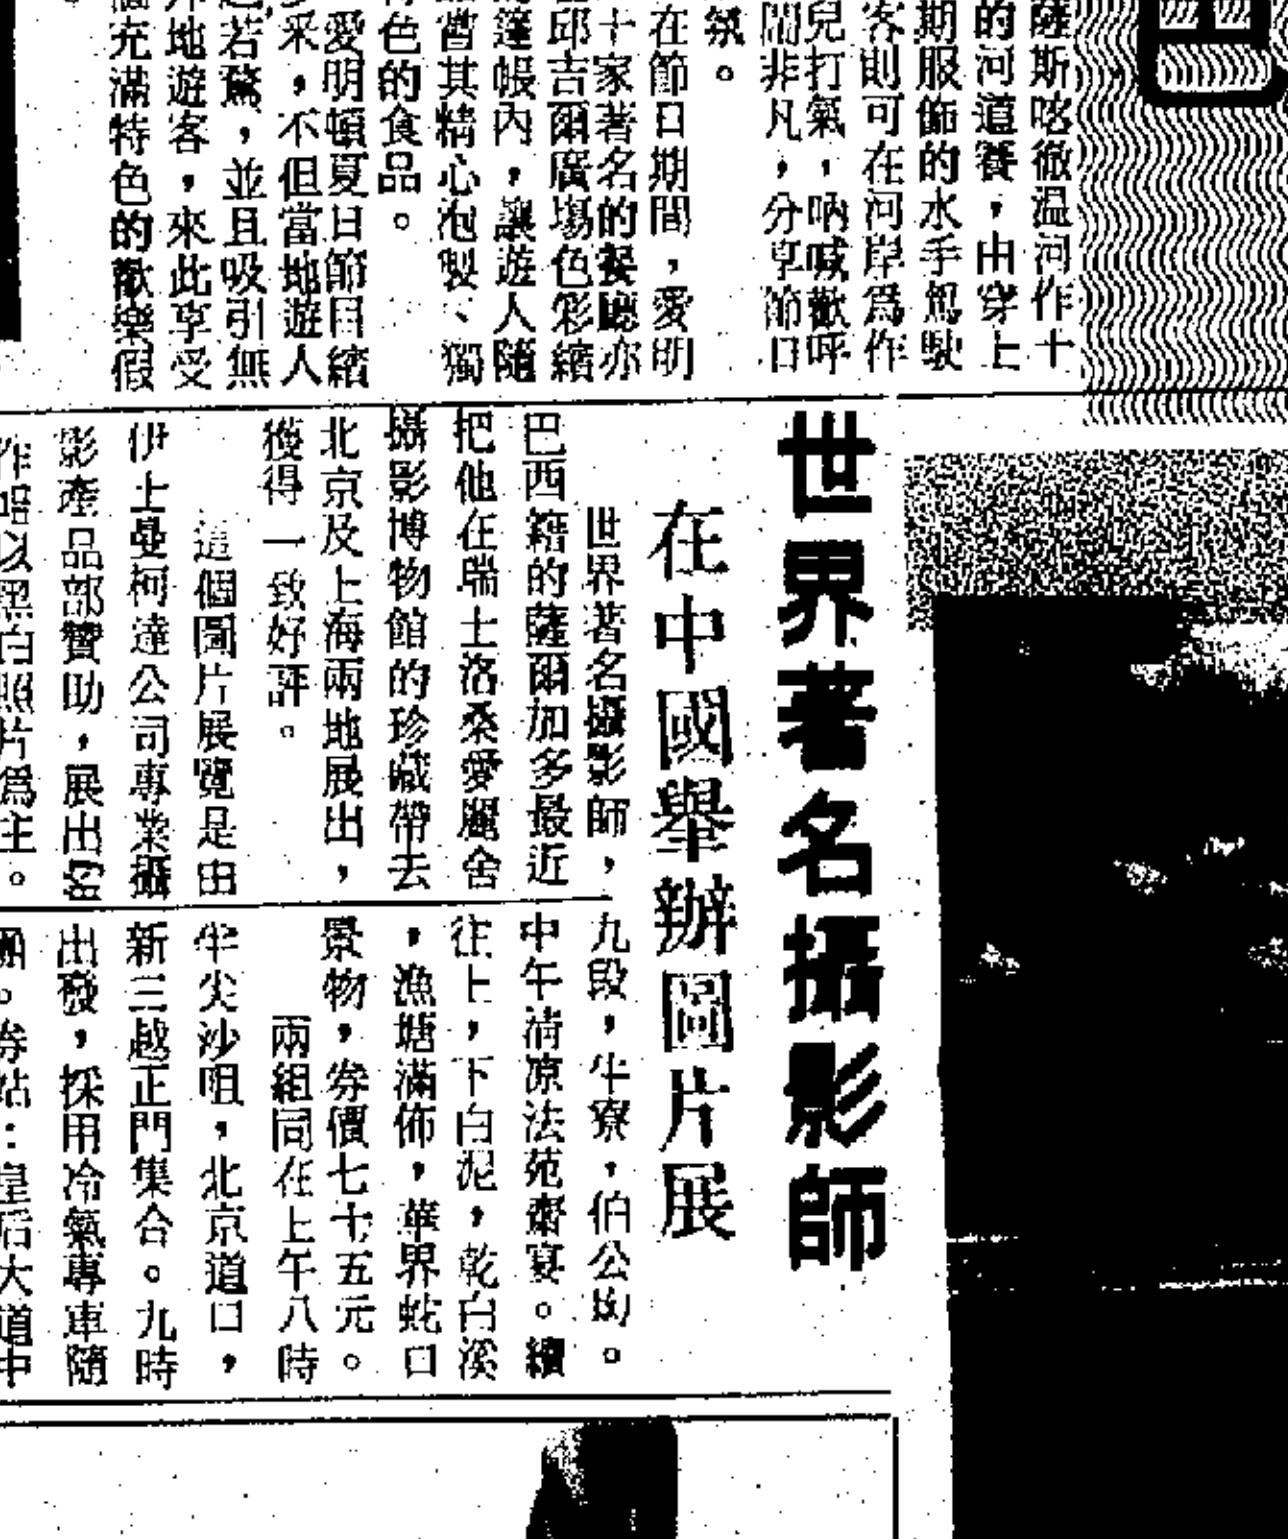 薩斯喀徹温河作十
的河道賽，由穿上
期服飾的水手駕駛
客則可在河岸爲作
兒打氣，吶喊歡呼
鬧非凡，分享節日
氛。
在節日期間，愛明
十家著名的餐廳亦
邱吉爾廣場色彩繽
篷帳內，讓遊人隨
嘗其精心泡製、獨
色的食品。
愛明頓夏日節目繽
多采，不但當地遊人
若騖，並且吸引無
地遊客，來此享受
個充滿特色的歡樂假
世界著名攝影師
在中國舉辦圖片展
世界著名攝影師，
巴西籍的薩爾加多最近
把他在瑞士洛桑愛麗舍
攝影博物館的珍藏帶去
北京及上海兩地展出，
獲得一致好評。
這個圖片展覽是由
伊士曼柯達公司專業攝
影產品部贊助，展出的
作品以黑白照片爲主。
九段，牛寮，伯公坳。
中午清凉法苑齋宴。續
往上，下白泥，乾白溪
，漁塘滿佈，華界蛇口
景物，券價七十五元。
兩組同在上午八時
半尖沙咀，北京道口，
新三越正門集合。九時
出發，採用冷氣專車隨
團。券站：皇后大道中